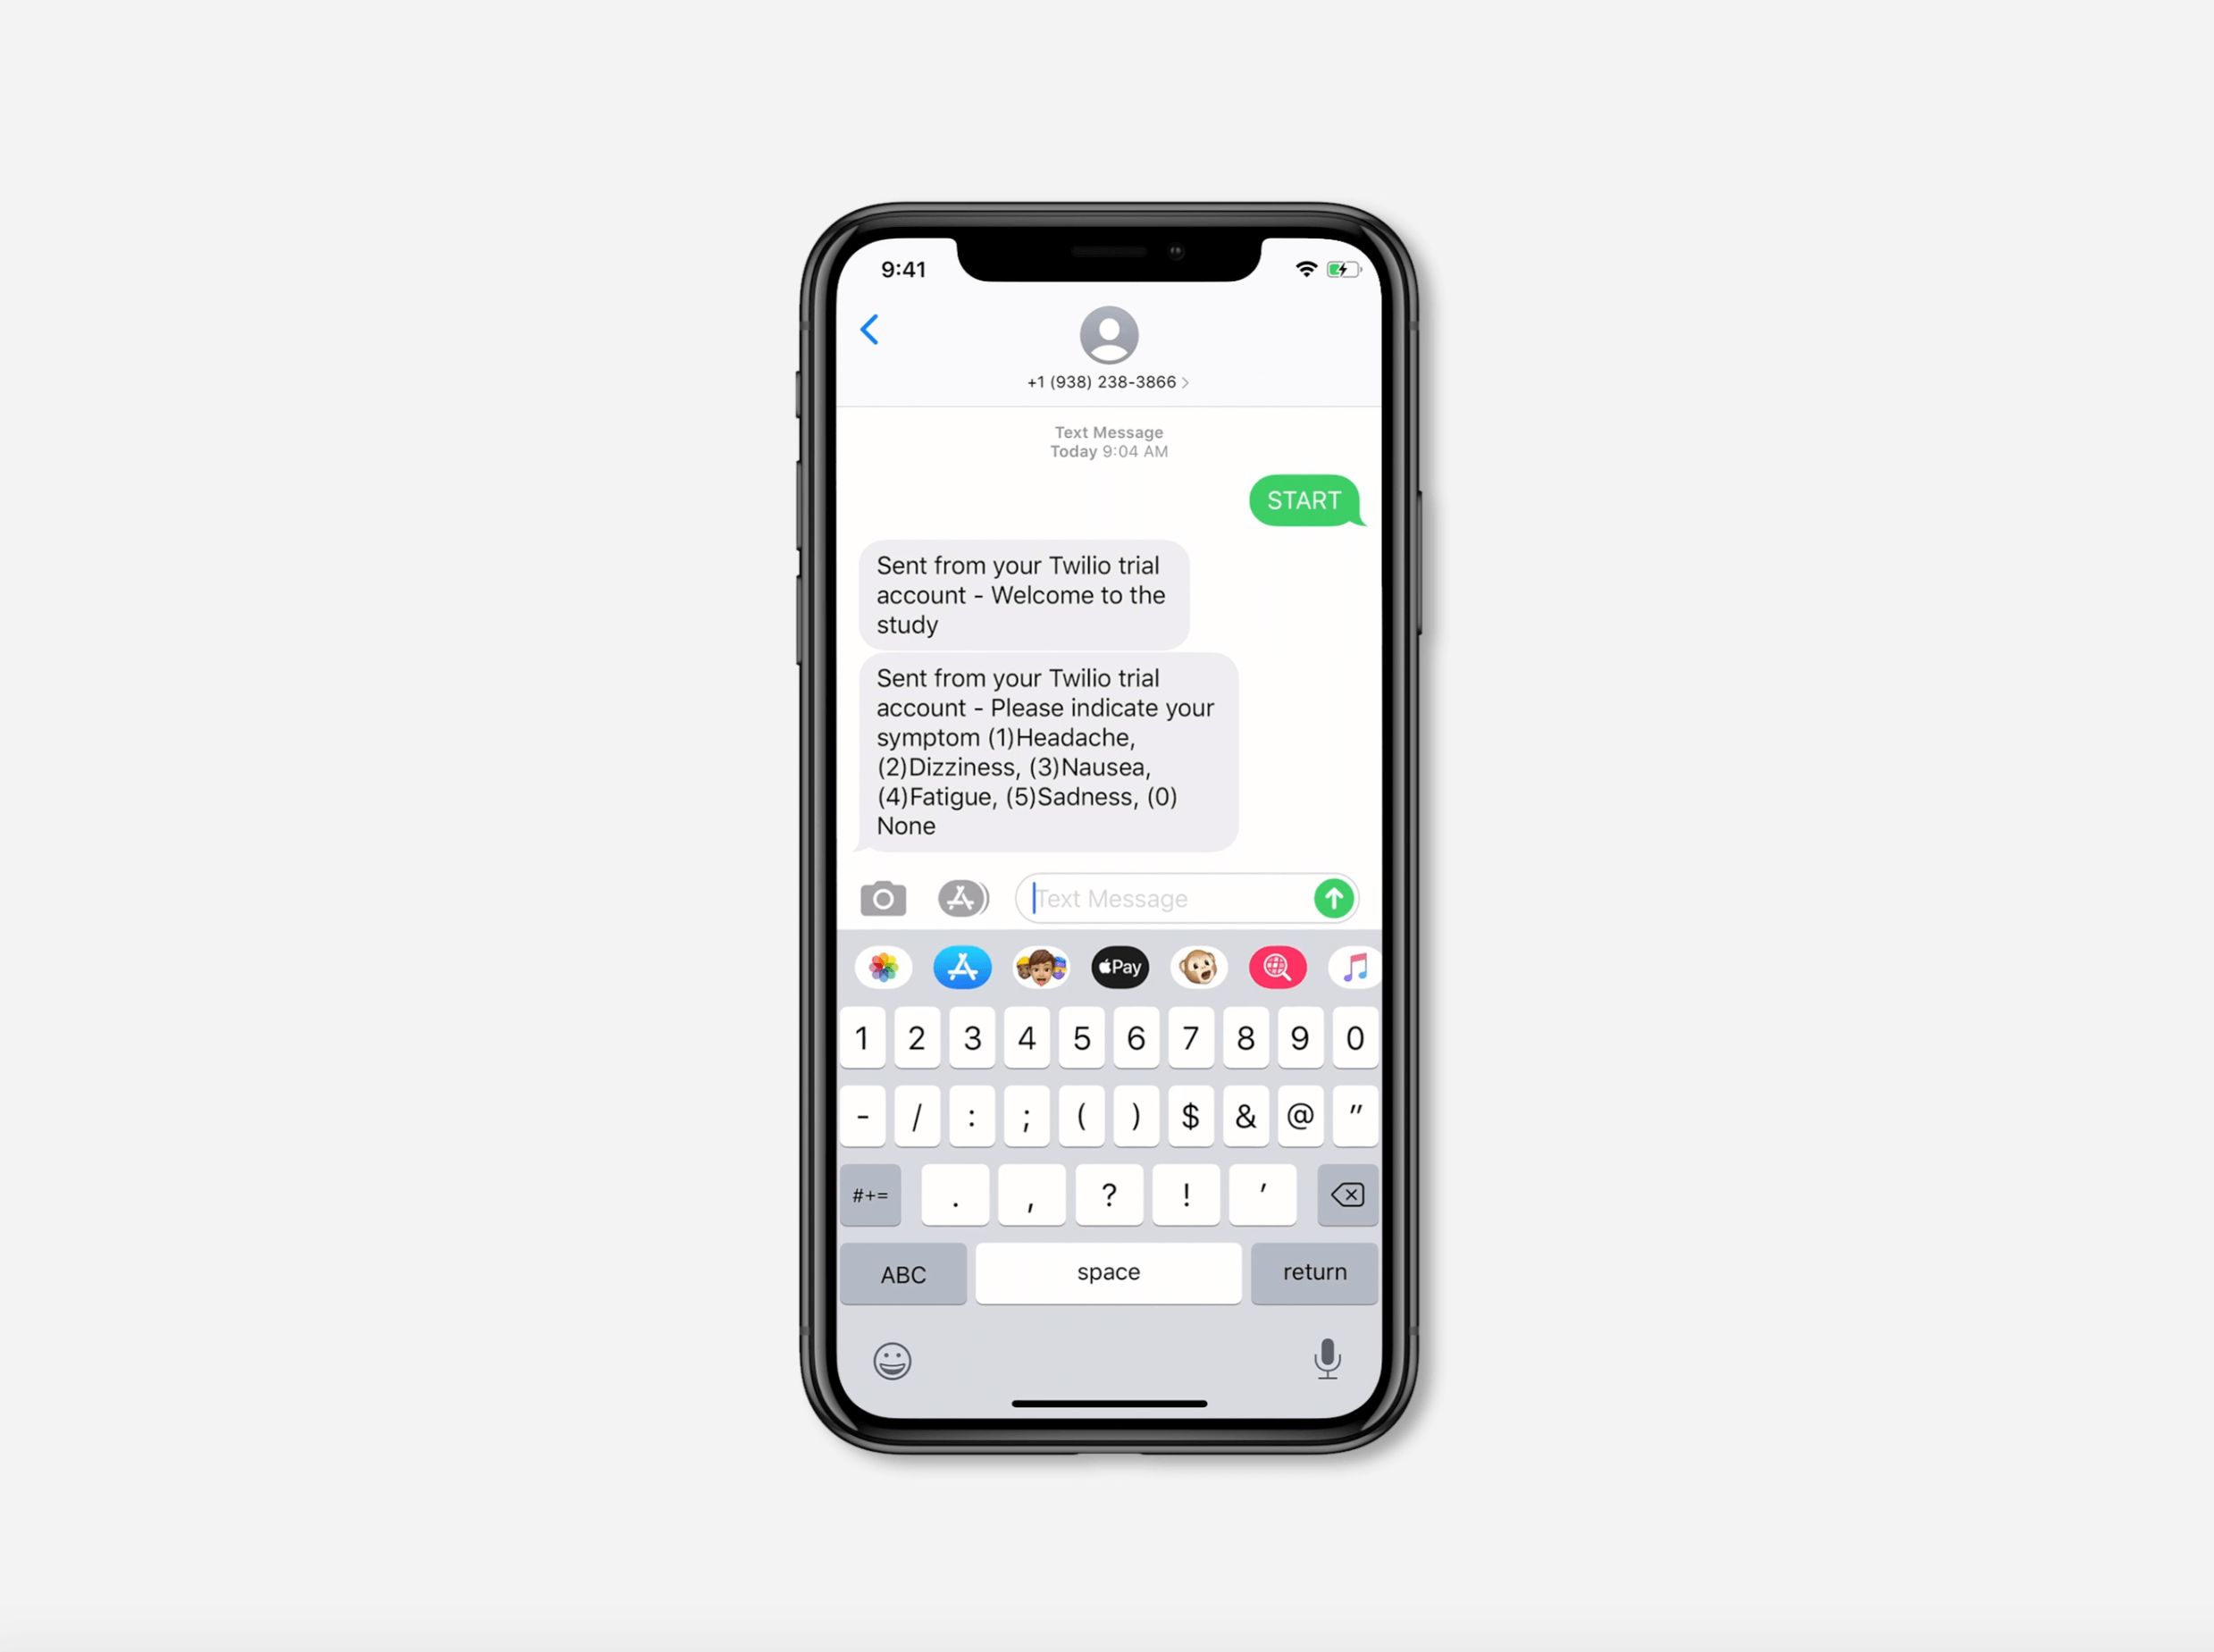 9:41
+1 (938) 238-3866
Text Message
Today 9:04 AM
START
Sent from your Twilio trial
account - Welcome to the
study
Sent from your Twilio trial
account - Please indicate your
symptom (1)Headache,
(2)Dizziness, (3)Nausea,
(4)Fatigue, (5)Sadness, (0)
None
Text Message
Pay
1 2 3 4 5 6 7 8 9 0
- / : ; ( ) $ & @ "
#+= . , ? ! '
ABC space return